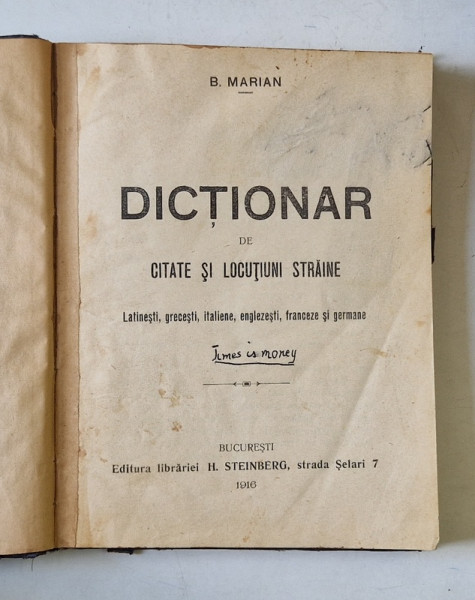 B. MARIAN
DICȚIONAR
DE
CITATE ȘI LOCUȚIUNI STRĂINE
Latinești, grecești, italiene, englezești, franceze și germane
Times is money
BUCUREȘTI
Editura librăriei H. STEINBERG, strada Șelari 7
1916